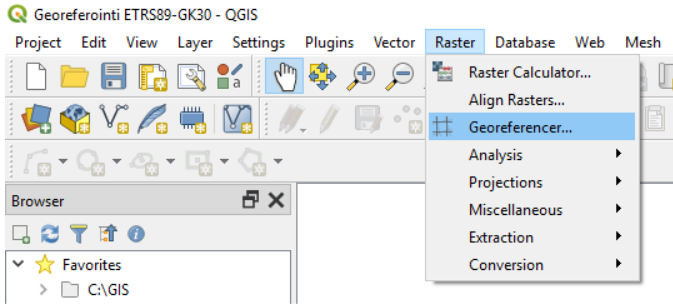 Georeferointi ETRS89-GK30 - QGIS
Project Edit View Layer Settings Plugins Vector Raster Database Web Mesh
Raster Calculator...
Align Rasters...
Georeferencer...
Analysis
Projections
Miscellaneous
Extraction
Conversion
Browser
Favorites
C:\GIS